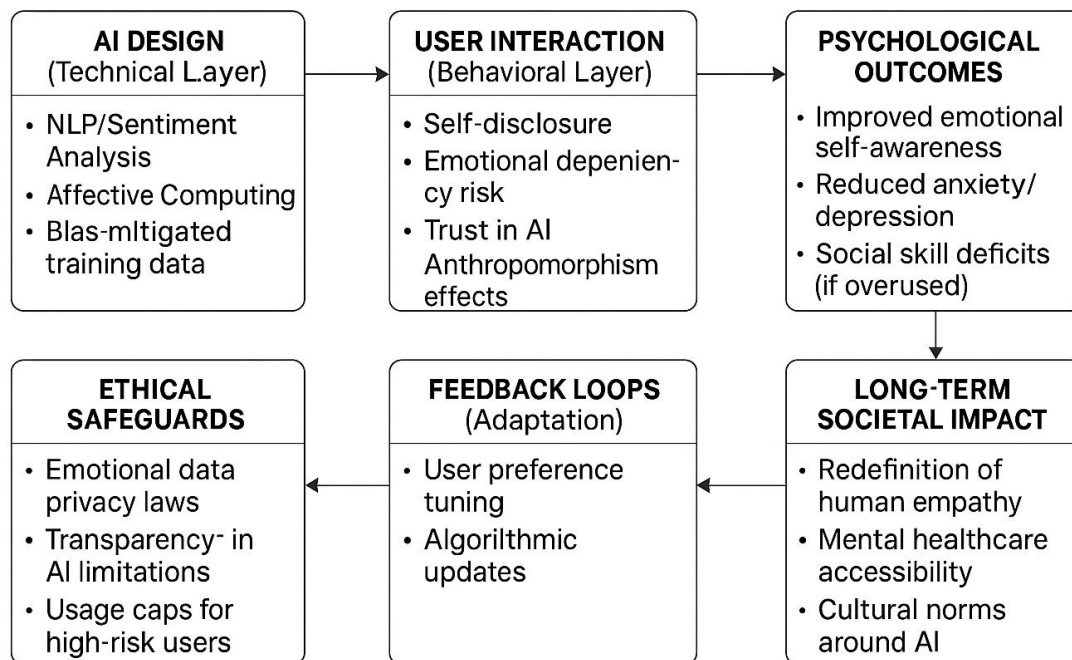 AI DESIGN
(Technical Layer)
• NLP/Sentiment
Analysis
• Affective Computing
• Blas-mltigated
training data
USER INTERACTION
(Behavioral Layer)
• Self-disclosure
• Emotional depenien-
cy risk
• Trust in AI
Anthropomorphism
effects
PSYCHOLOGICAL
OUTCOMES
• Improved emotional
self-awareness
• Reduced anxiety/
depression
• Social skill deficits
(if overused)
ETHICAL
SAFEGUARDS
• Emotional data
privacy laws
• Transparency- in
AI limitations
• Usage caps for
high-risk users
FEEDBACK LOOPS
(Adaptation)
• User preference
tuning
• Algorilthmic
updates
LONG-TERM
SOCIETAL IMPACT
• Redefinition of
human empathy
• Mental healthcare
accessibility
• Cultural norms
around AI